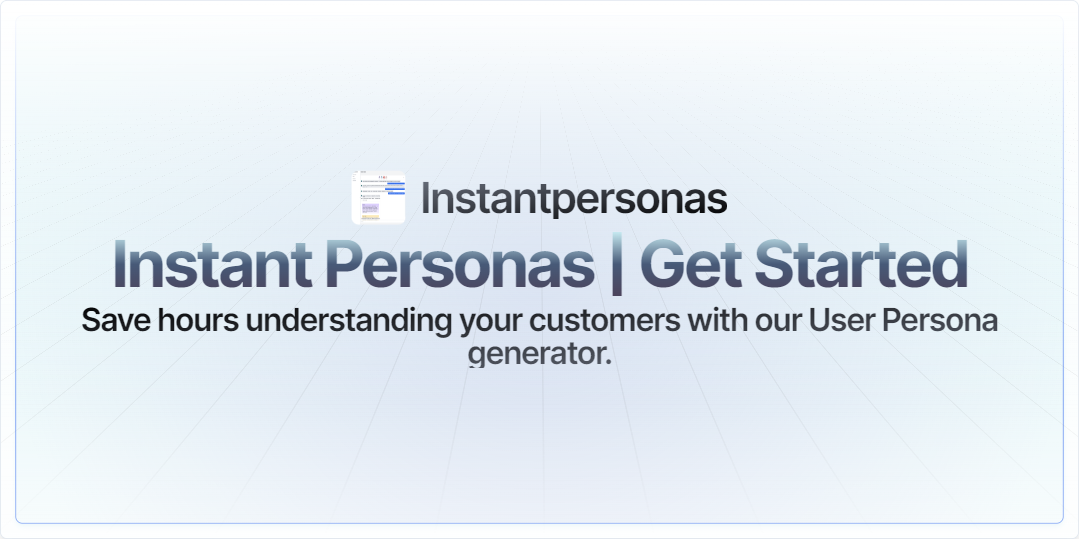 Instantpersonas
Instant Personas | Get Started
Save hours understanding your customers with our User Persona
generator.